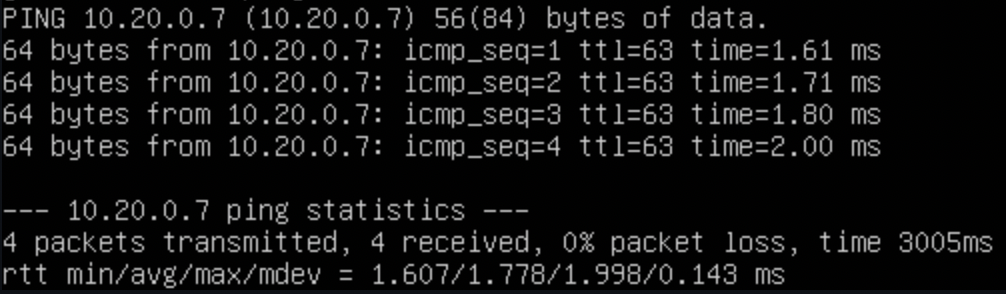 PING 10.20.0.7 (10.20.0.7) 56(84) bytes of data.
64 bytes from 10.20.0.7: icmp_seq=1 ttl=63 time=1.61 ms
64 bytes from 10.20.0.7: icmp_seq=2 ttl=63 time=1.71 ms
64 bytes from 10.20.0.7: icmp_seq=3 ttl=63 time=1.80 ms
64 bytes from 10.20.0.7: icmp_seq=4 ttl=63 time=2.00 ms

--- 10.20.0.7 ping statistics ---
4 packets transmitted, 4 received, 0% packet loss, time 3005ms
rtt min/avg/max/mdev = 1.607/1.778/1.998/0.143 ms